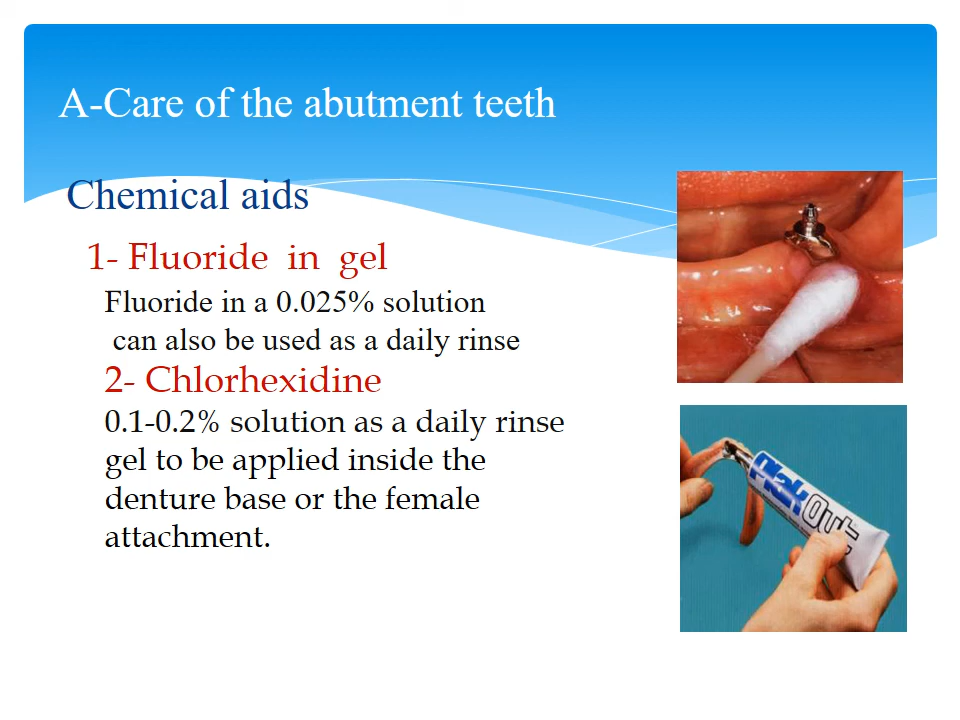 A-Care of the abutment teeth
Chemical aids
1- Fluoride in gel
Fluoride in a 0.025% solution
can also be used as a daily rinse
2- Chlorhexidine
0.1-0.2% solution as a daily rinse
gel to be applied inside the
denture base or the female
attachment.
Plak Out